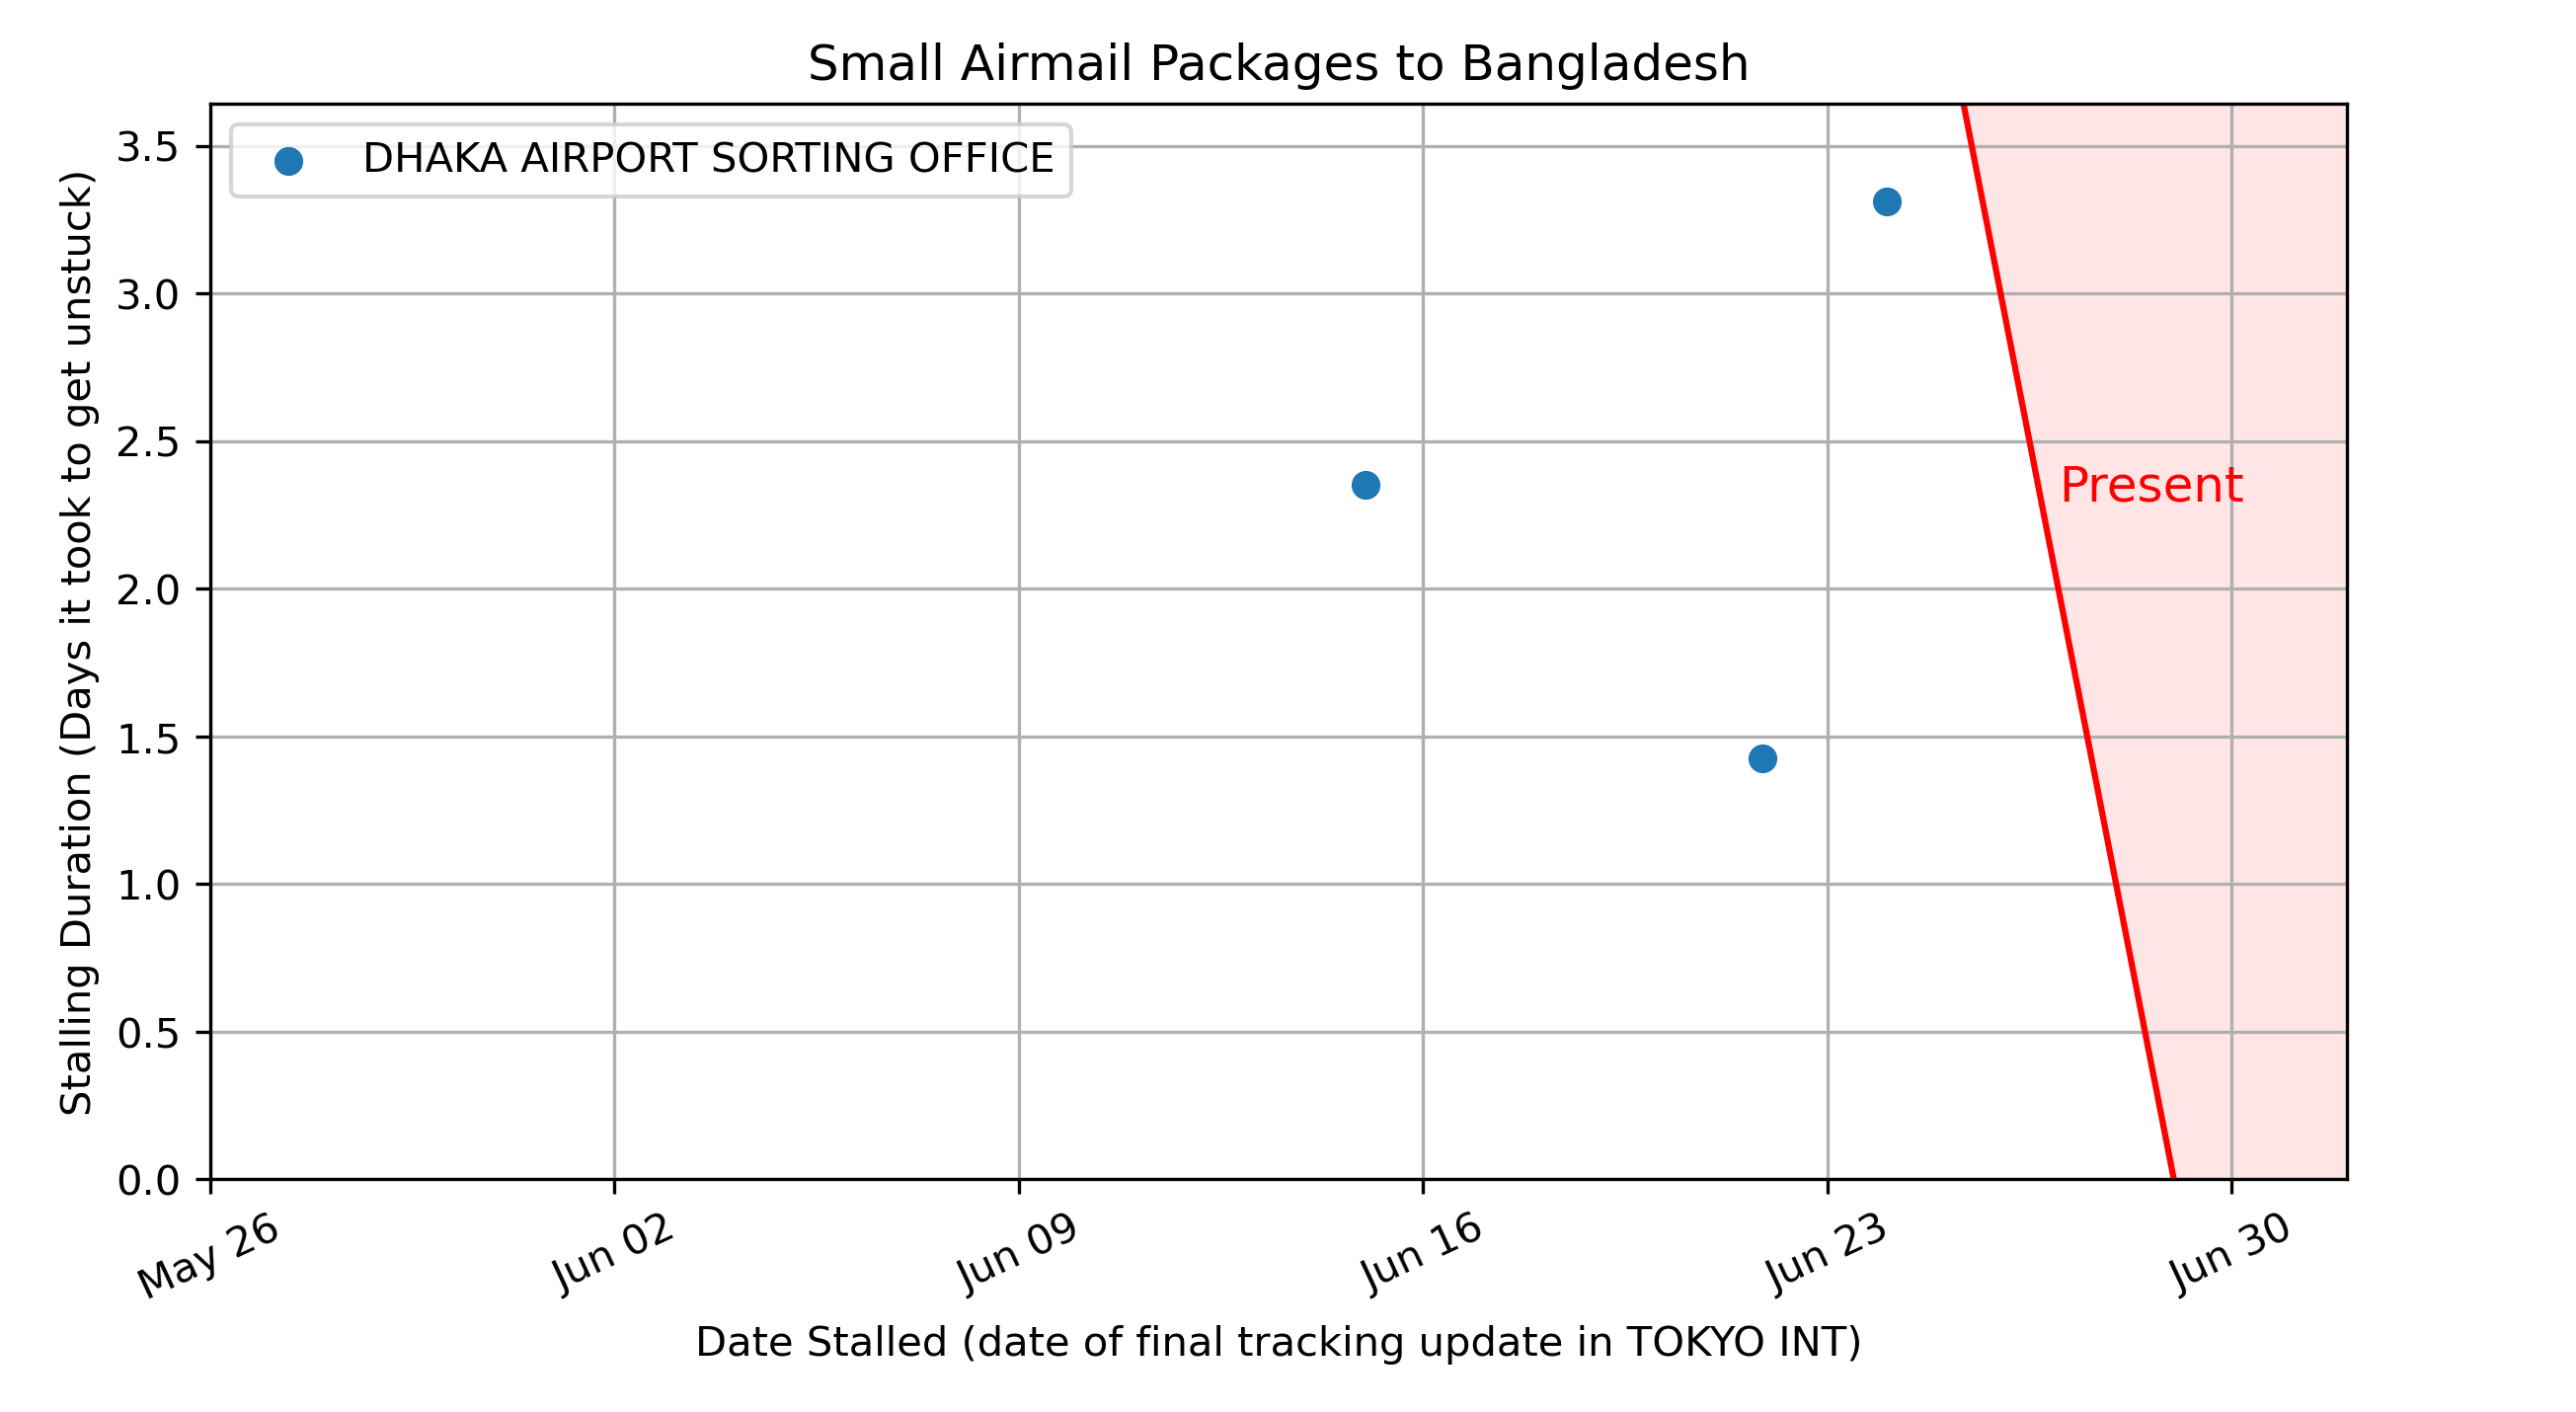 Small Airmail Packages to Bangladesh
DHAKA AIRPORT SORTING OFFICE
Present
Stalling Duration (Days it took to get unstuck)
3.5
3.0
2.5
2.0
1.5
1.0
0.5
0.0
May 26
Jun 02
Jun 09
Jun 16
Jun 23
Jun 30
Date Stalled (date of final tracking update in TOKYO INT)